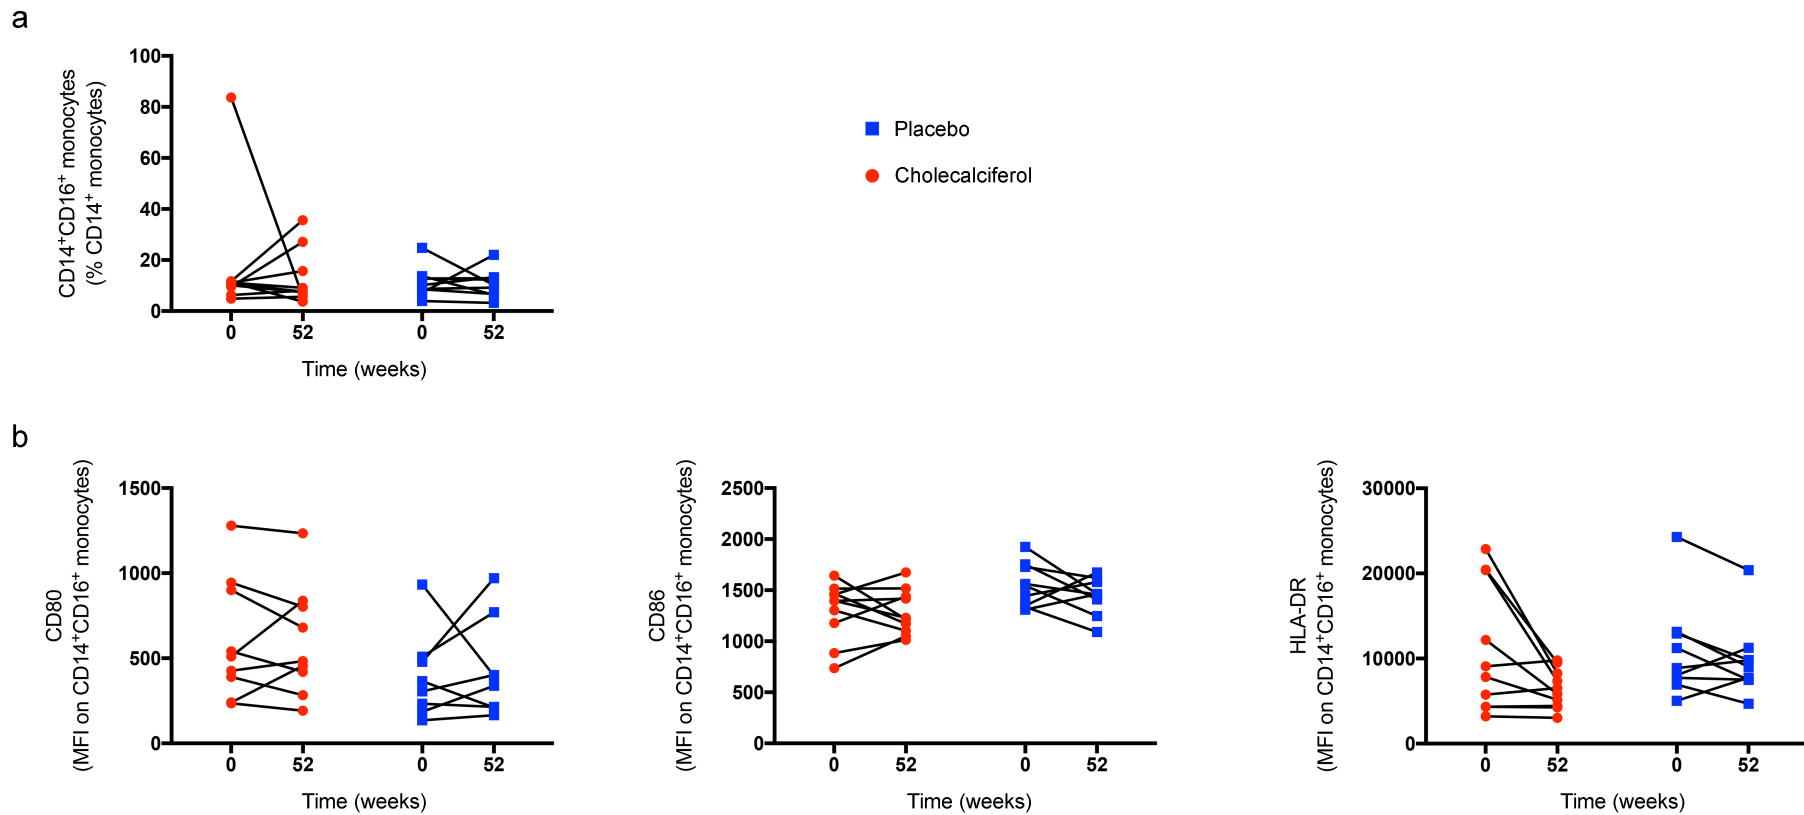 a
CD14⁺CD16⁺ monocytes
(% CD14⁺ monocytes)
100
80
60
40
20
0
0 52 0 52
Time (weeks)
Placebo
Cholecalciferol
b
CD80
(MFI on CD14⁺CD16⁺ monocytes)
1500
1000
500
0
0 52 0 52
Time (weeks)
CD86
(MFI on CD14⁺CD16⁺ monocytes)
2500
2000
1500
1000
500
0
0 52 0 52
Time (weeks)
HLA-DR
(MFI on CD14⁺CD16⁺ monocytes)
30000
20000
10000
0
0 52 0 52
Time (weeks)